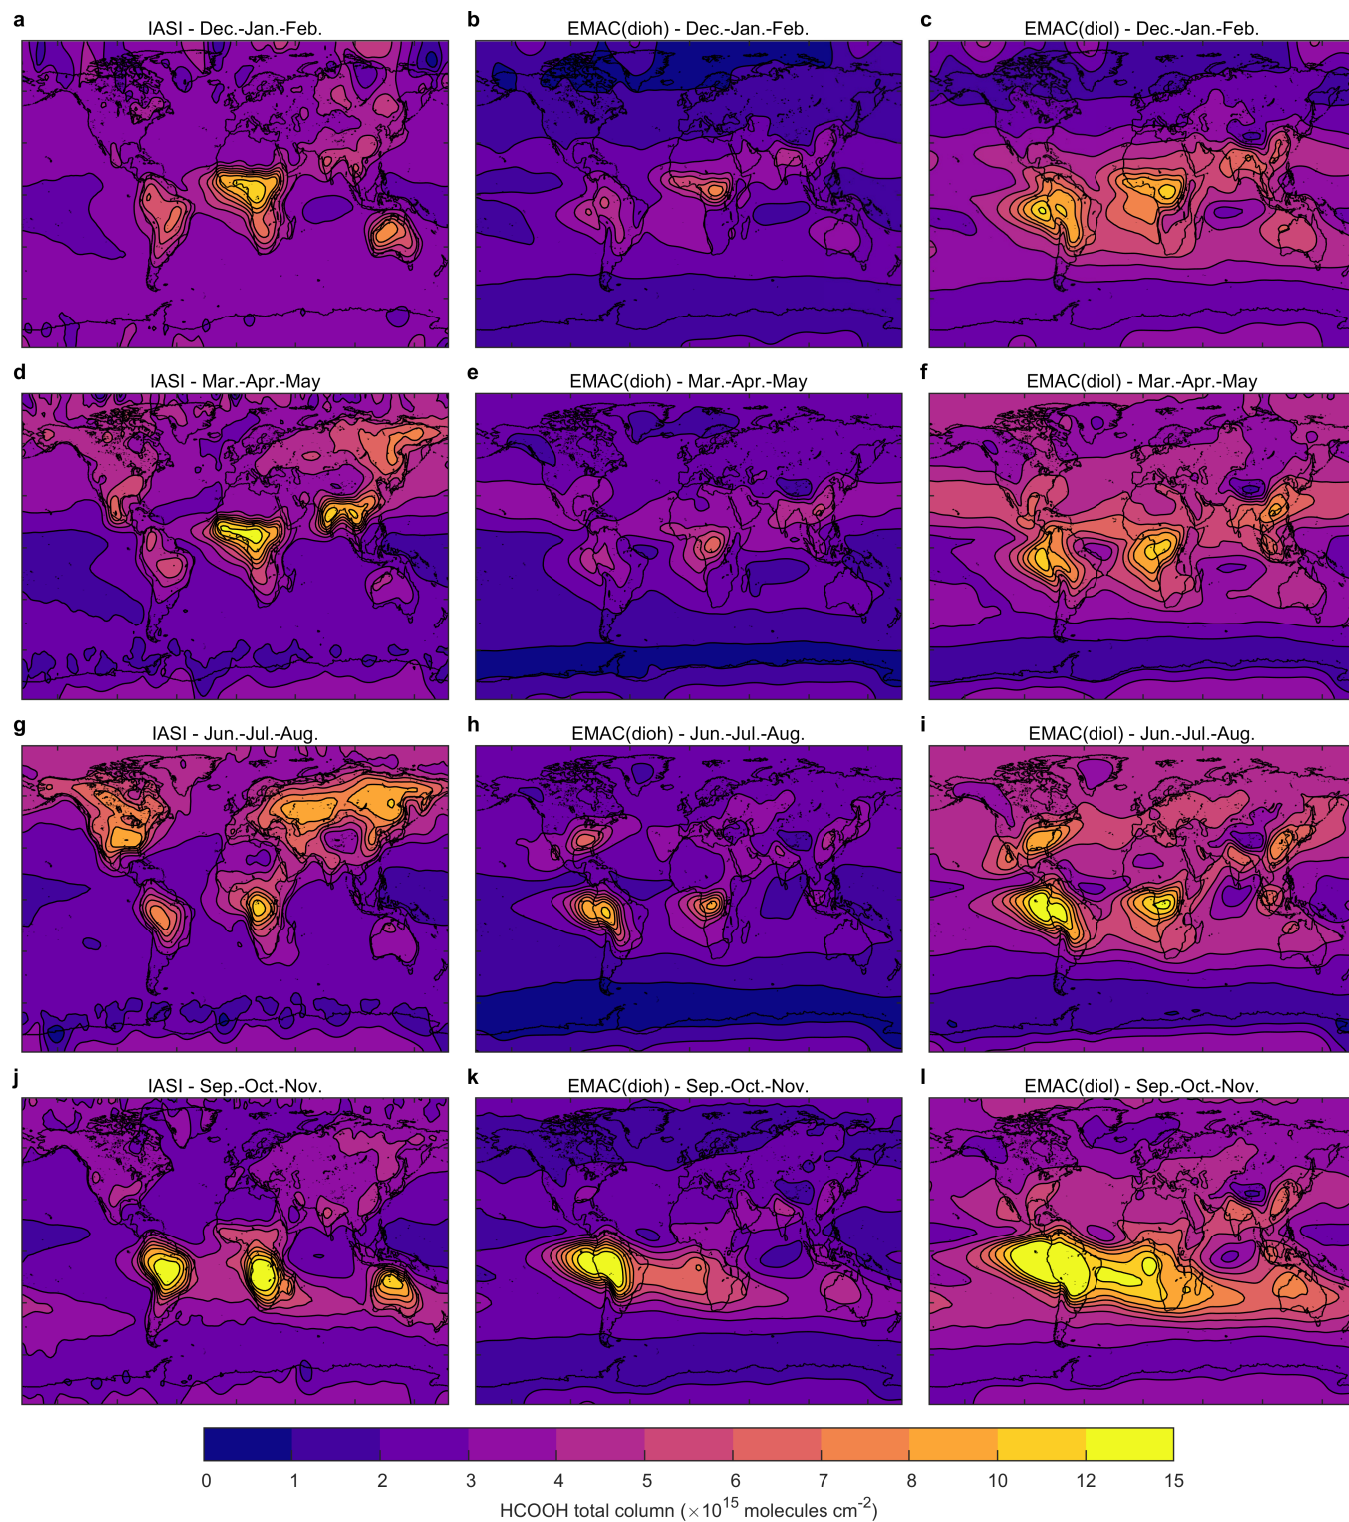 a IASI - Dec.-Jan.-Feb.
b EMAC(dioh) - Dec.-Jan.-Feb.
c EMAC(diol) - Dec.-Jan.-Feb.
d IASI - Mar.-Apr.-May
e EMAC(dioh) - Mar.-Apr.-May
f EMAC(diol) - Mar.-Apr.-May
g IASI - Jun.-Jul.-Aug.
h EMAC(dioh) - Jun.-Jul.-Aug.
i EMAC(diol) - Jun.-Jul.-Aug.
j IASI - Sep.-Oct.-Nov.
k EMAC(dioh) - Sep.-Oct.-Nov.
l EMAC(diol) - Sep.-Oct.-Nov.
0 1 2 3 4 5 6 7 8 10 12 15
HCOOH total column (×10^15 molecules cm^-2)